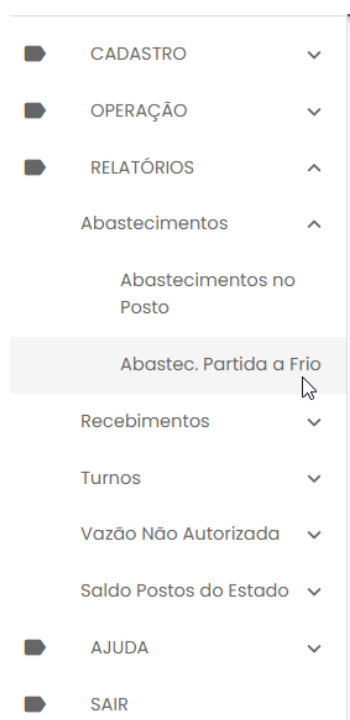 CADASTRO
OPERAÇÃO
RELATÓRIOS
Abastecimentos
Abastecimentos no
Posto
Abastec. Partida a Frio
Recebimentos
Turnos
Vazão Não Autorizada
Saldo Postos do Estado
AJUDA
SAIR